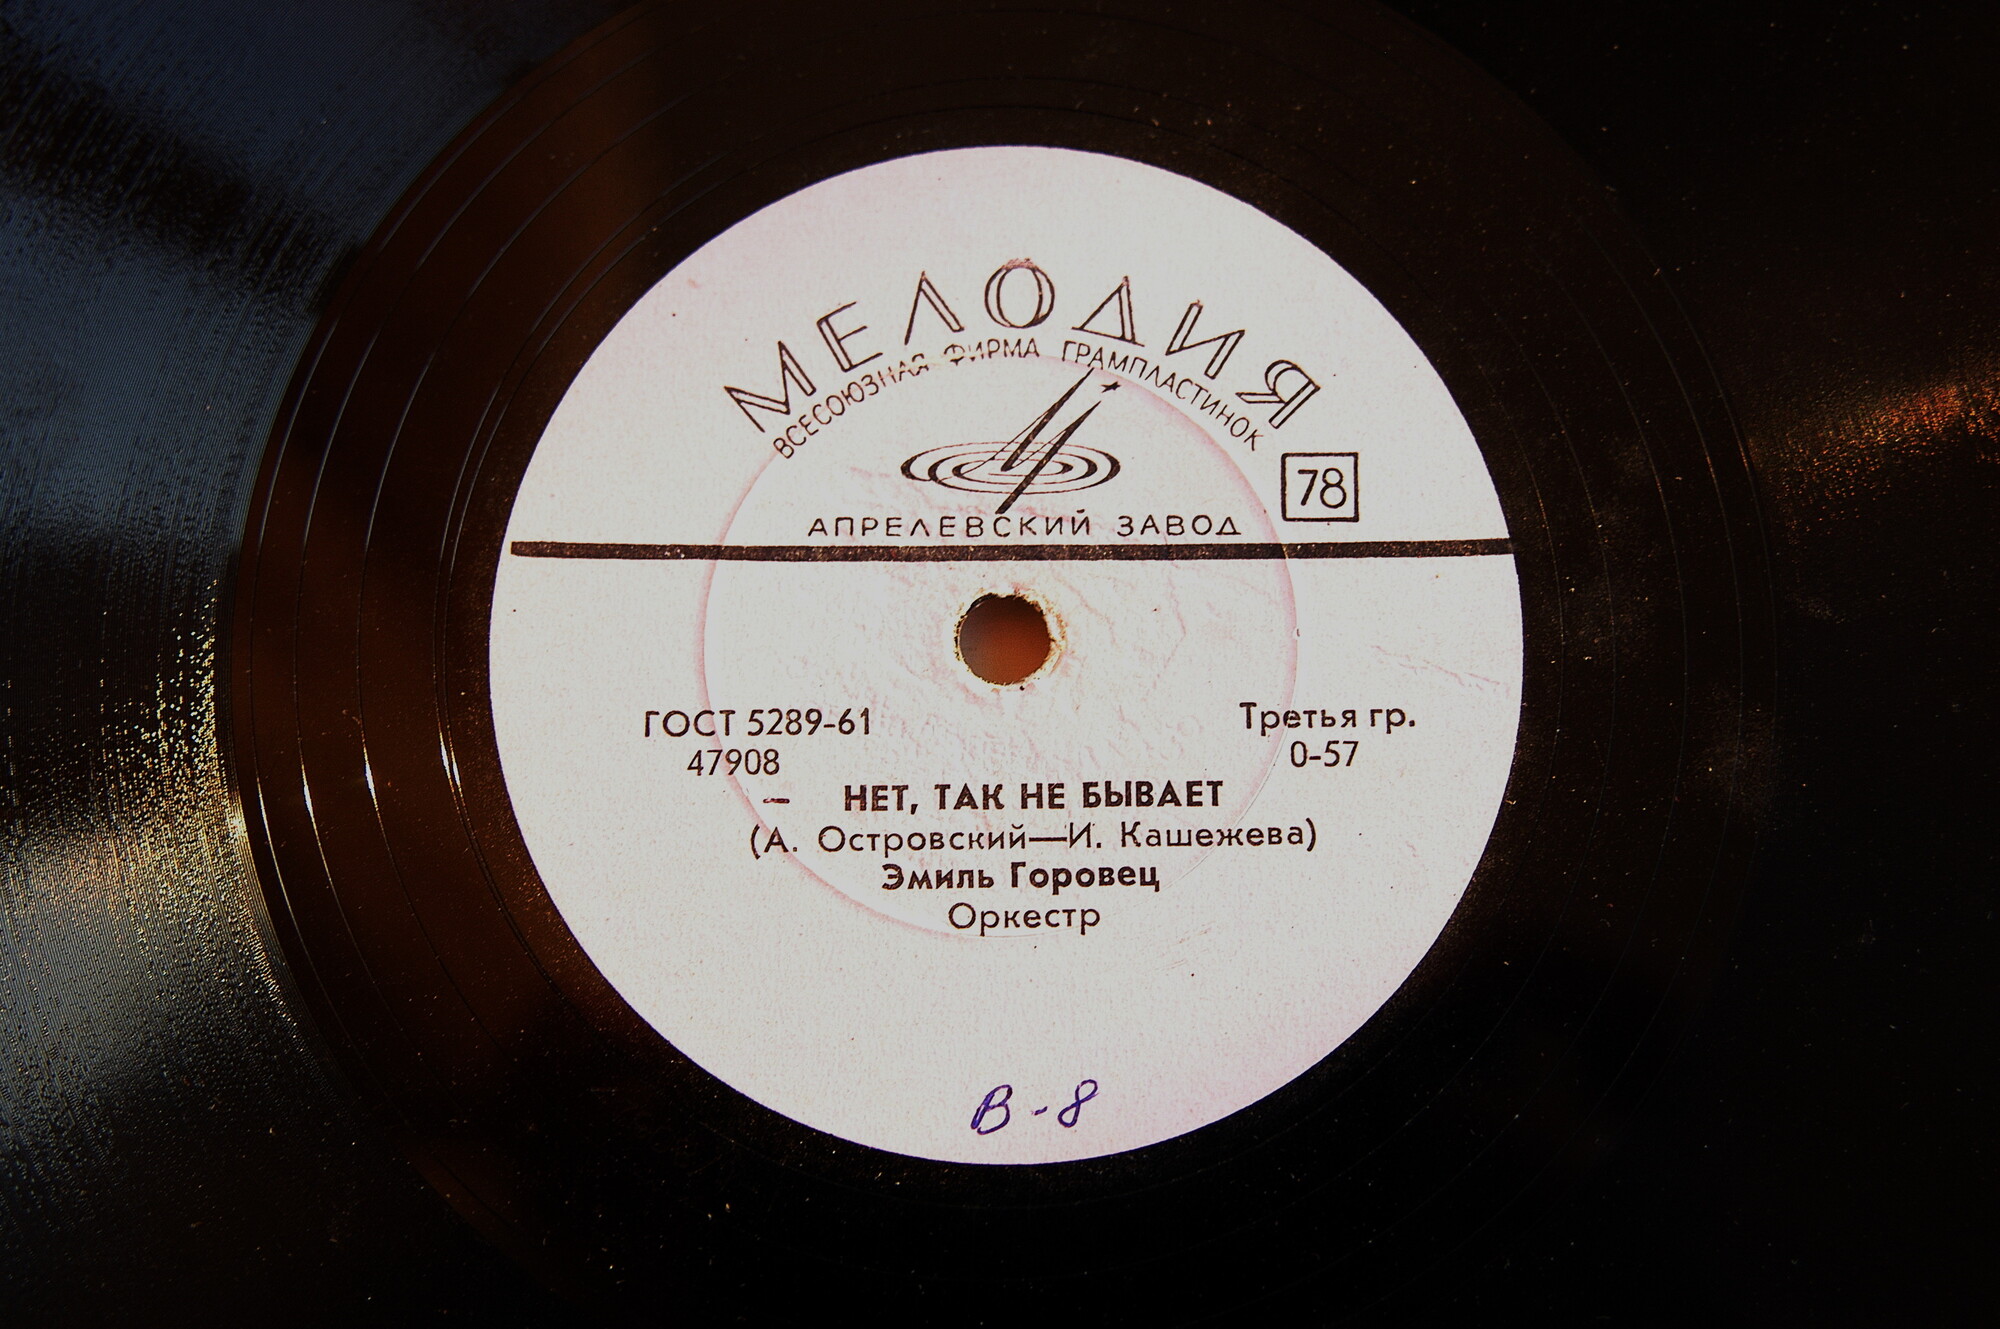 МЕЛОДИЯ
ВСЕСОЮЗНАЯ ФИРМА ГРАМПЛАСТИНОК
78
АПРЕЛЕВСКИЙ ЗАВОД
ГОСТ 5289-61
Третья гр.
47908
0-57
НЕТ, ТАК НЕ БЫВАЕТ
(А. Островский—И. Кашежева)
Эмиль Горовец
Оркестр
В-8